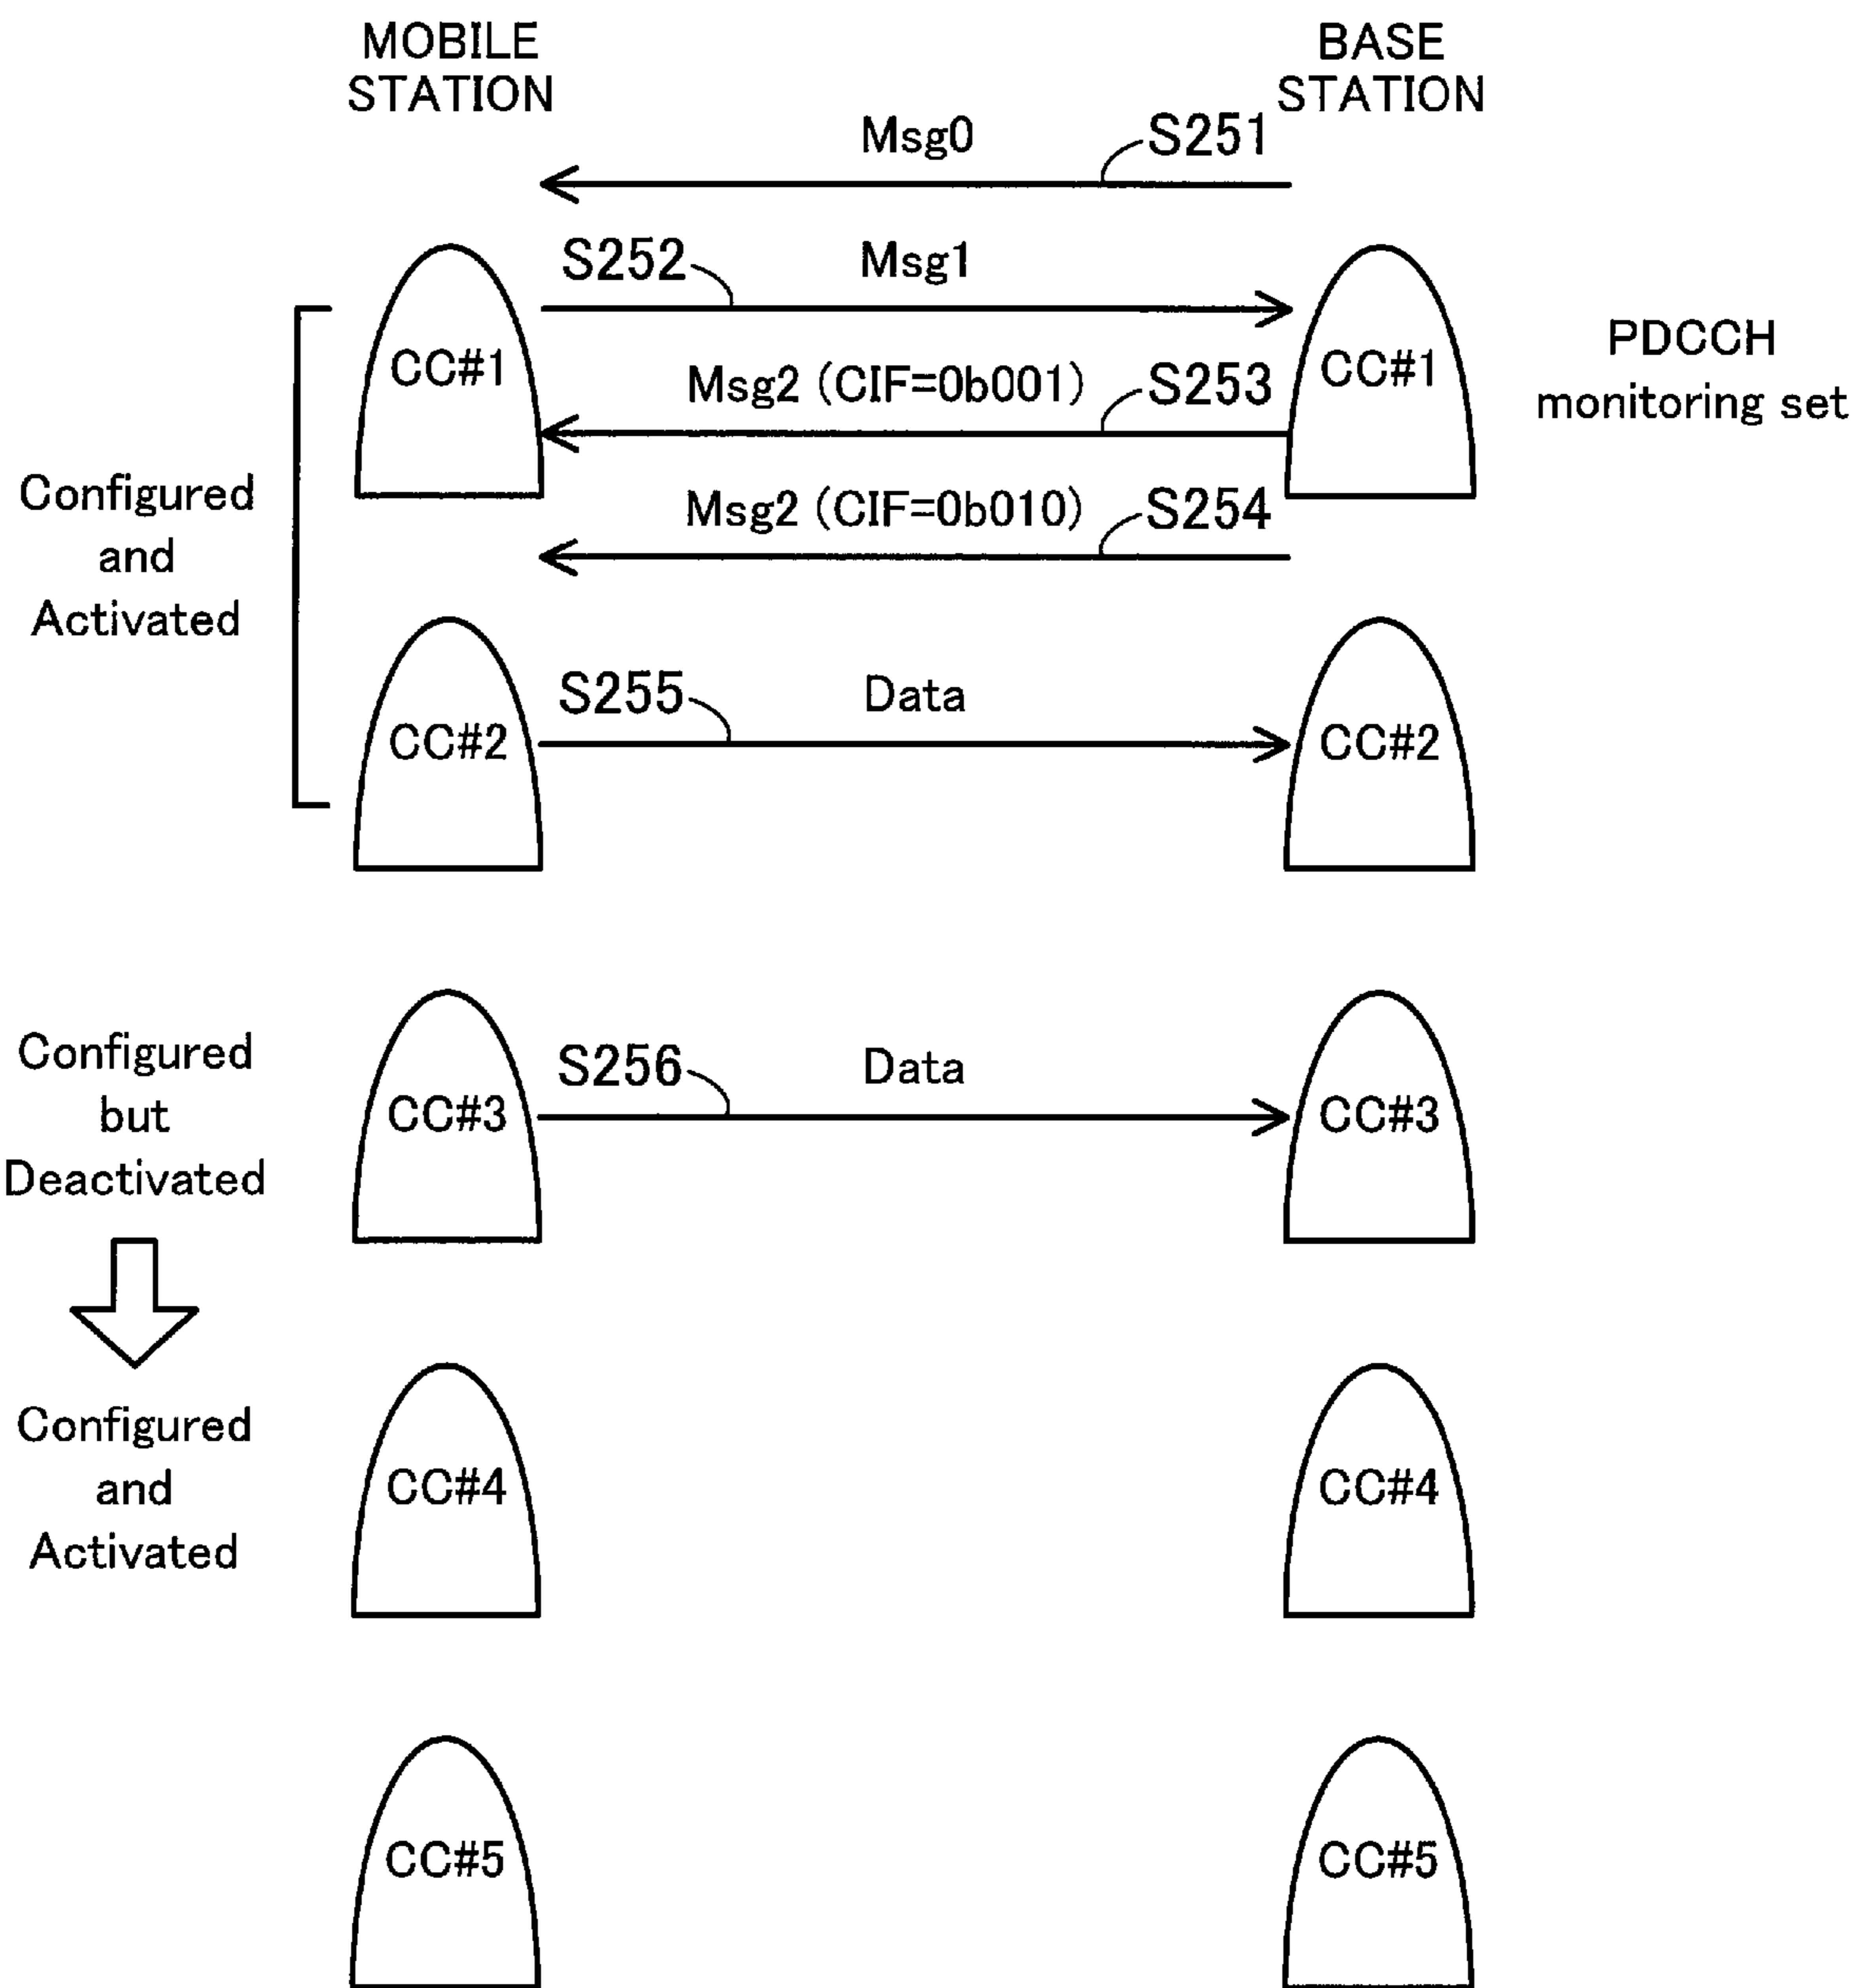 MOBILE
STATION
BASE
STATION
Msg0
S251
S252
Msg1
CC#1
CC#1
PDCCH
monitoring set
Msg2 (CIF=0b001)
S253
Configured
and
Activated
Msg2 (CIF=0b010)
S254
S255
Data
CC#2
CC#2
Configured
but
Deactivated
S256
Data
CC#3
CC#3
Configured
and
Activated
CC#4
CC#4
CC#5
CC#5